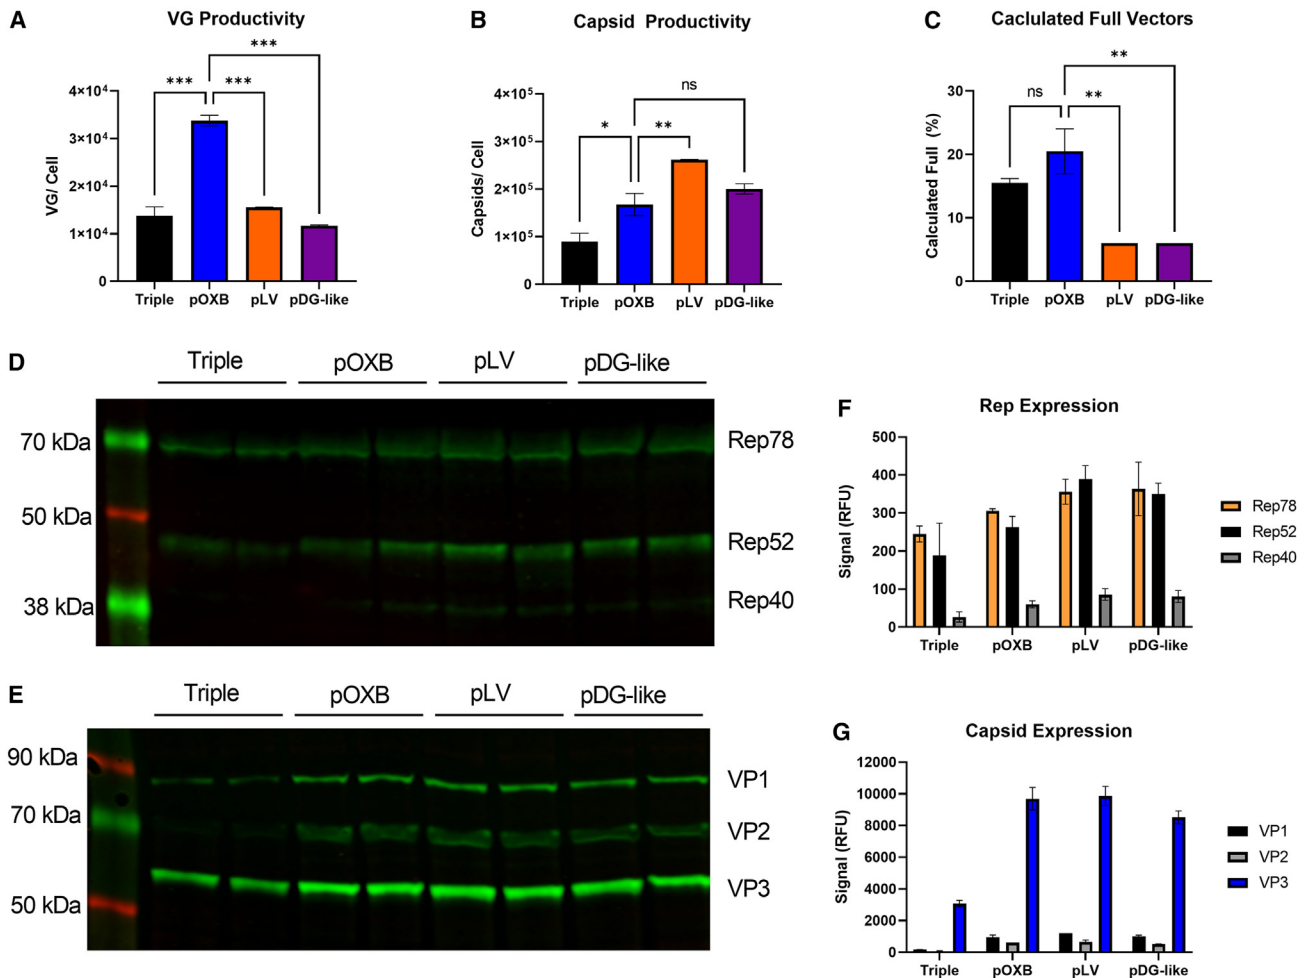 A
VG Productivity
***
***
***
4×10⁴
3×10⁴
2×10⁴
1×10⁴
0
VG/ Cell
Triple
pOXB
pLV
pDG-like
B
Capsid Productivity
ns
*
**
4×10⁵
3×10⁵
2×10⁵
1×10⁵
0
Capsids/ Cell
Triple
pOXB
pLV
pDG-like
C
Caclulated Full Vectors
**
ns
**
30
20
10
0
Calculated Full (%)
Triple
pOXB
pLV
pDG-like
D
Triple
pOXB
pLV
pDG-like
70 kDa
50 kDa
38 kDa
Rep78
Rep52
Rep40
E
Triple
pOXB
pLV
pDG-like
90 kDa
70 kDa
50 kDa
VP1
VP2
VP3
F
Rep Expression
500
400
300
200
100
0
Signal (RFU)
Triple
pOXB
pLV
pDG-like
Rep78
Rep52
Rep40
G
Capsid Expression
12000
10000
8000
6000
4000
2000
0
Signal (RFU)
Triple
pOXB
pLV
pDG-like
VP1
VP2
VP3